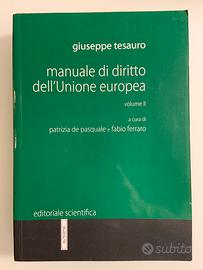 giuseppe tesauro
manuale di diritto
dell'Unione europea
volume II
a cura di
patrizia de pasquale e fabio ferraro
editoriale scientifica
subito